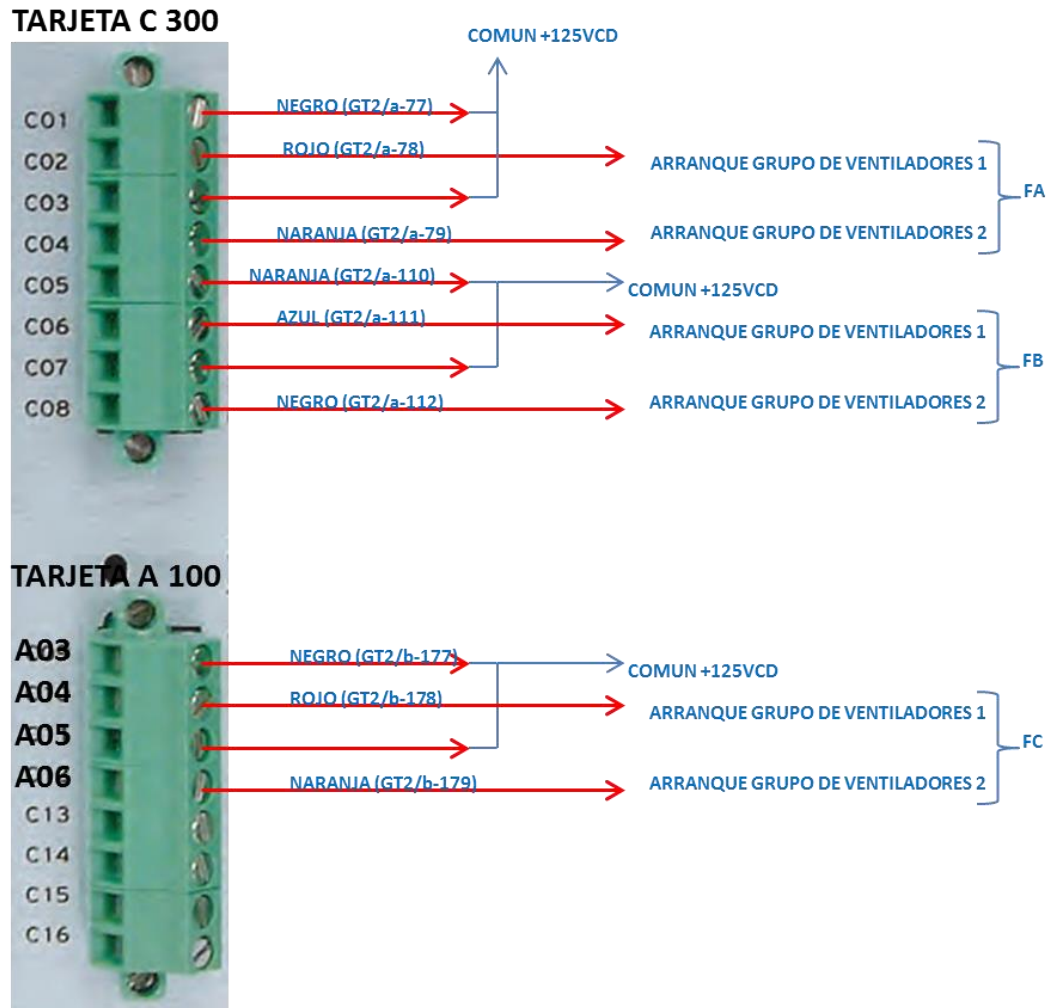 TARJETA C 300
COMUN +125VCD
C01
NEGRO (GT2/a-77)
C02
ROJO (GT2/a-78)
ARRANQUE GRUPO DE VENTILADORES 1
C03
FA
C04
NARANJA (GT2/a-79)
ARRANQUE GRUPO DE VENTILADORES 2
C05
NARANJA (GT2/a-110)
COMUN +125VCD
C06
AZUL (GT2/a-111)
ARRANQUE GRUPO DE VENTILADORES 1
C07
FB
C08
NEGRO (GT2/a-112)
ARRANQUE GRUPO DE VENTILADORES 2
TARJETA A 100
A03
NEGRO (GT2/b-177)
COMUN +125VCD
A04
ROJO (GT2/b-178)
ARRANQUE GRUPO DE VENTILADORES 1
A05
FC
A06
NARANJA (GT2/b-179)
ARRANQUE GRUPO DE VENTILADORES 2
C13
C14
C15
C16